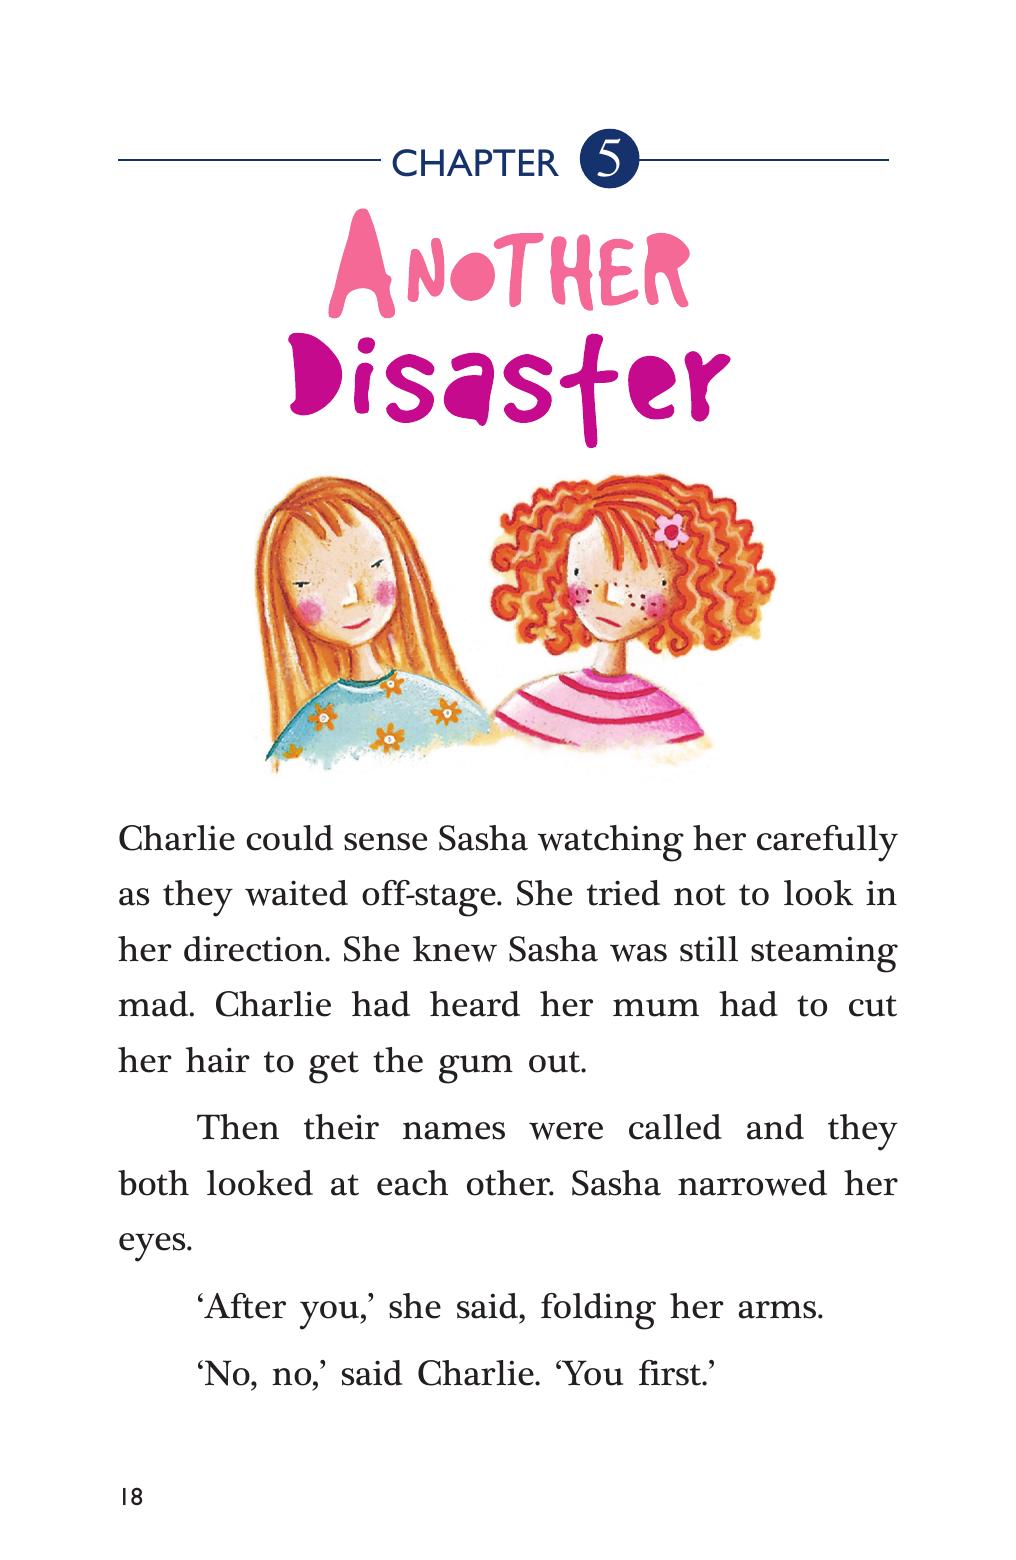 CHAPTER 5
ANOTHER
Disaster
Charlie could sense Sasha watching her carefully
as they waited off-stage. She tried not to look in
her direction. She knew Sasha was still steaming
mad. Charlie had heard her mum had to cut
her hair to get the gum out.
Then their names were called and they
both looked at each other. Sasha narrowed her
eyes.
‘After you,’ she said, folding her arms.
‘No, no,’ said Charlie. ‘You first.’
18